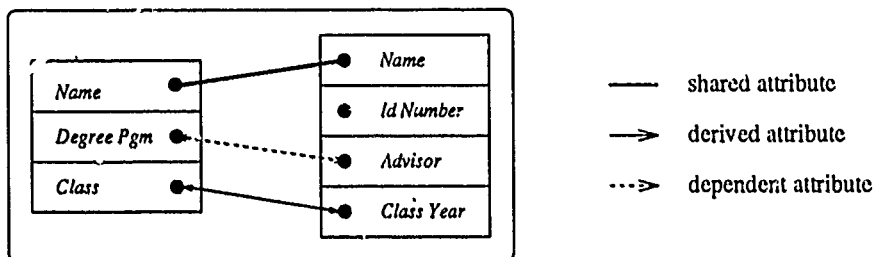 Name
Degree Pgm
Class
Name
Id Number
Advisor
Class Year
shared attribute
derived attribute
dependent attribute